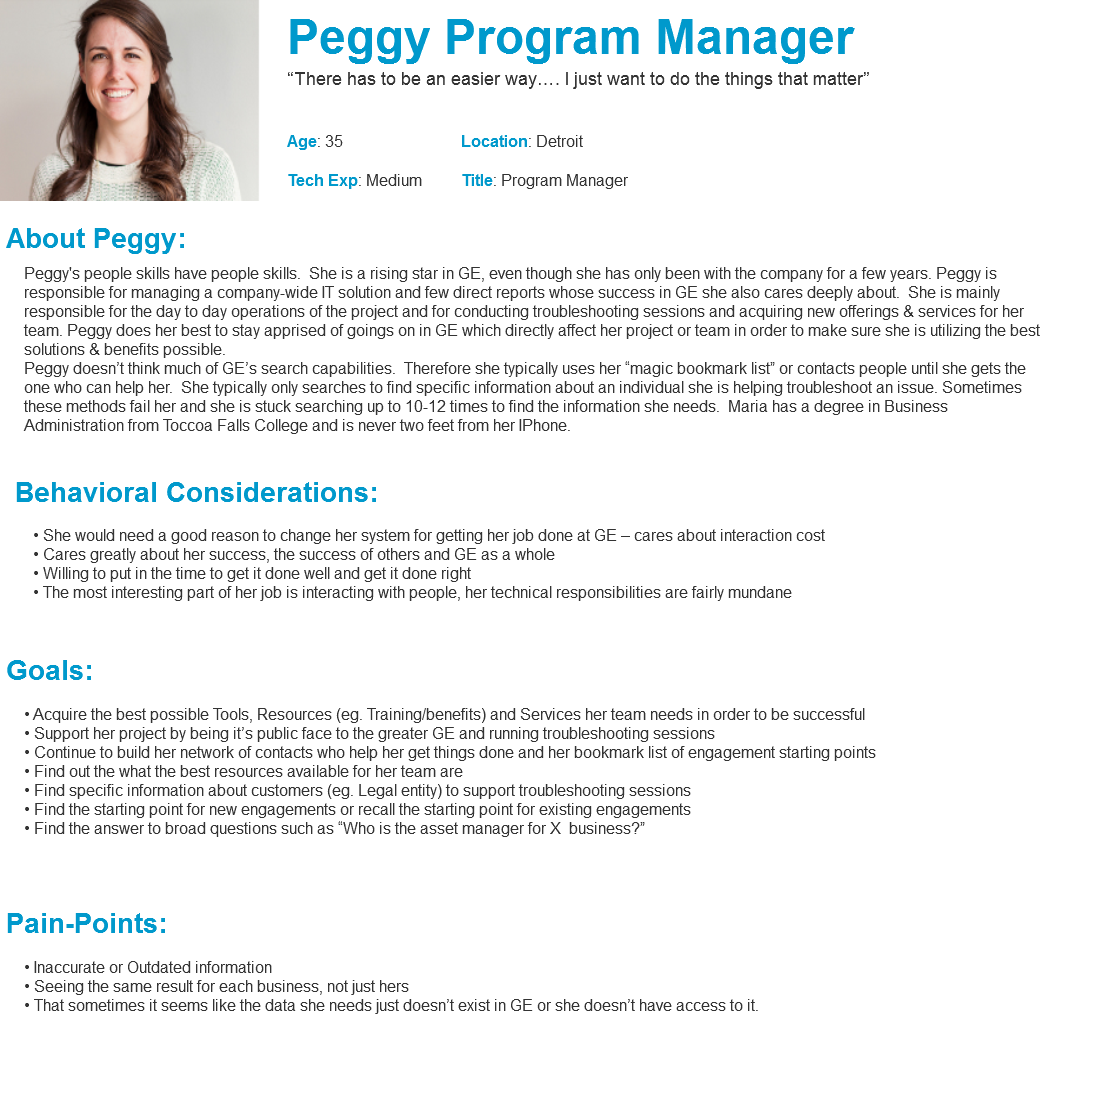 Peggy Program Manager
“There has to be an easier way…. I just want to do the things that matter”
Age: 35 Location: Detroit
Tech Exp: Medium Title: Program Manager
About Peggy:
Peggy's people skills have people skills.  She is a rising star in GE, even though she has only been with the company for a few years. Peggy is
responsible for managing a company-wide IT solution and few direct reports whose success in GE she also cares deeply about.  She is mainly
responsible for the day to day operations of the project and for conducting troubleshooting sessions and acquiring new offerings & services for her
team. Peggy does her best to stay apprised of goings on in GE which directly affect her project or team in order to make sure she is utilizing the best
solutions & benefits possible.
Peggy doesn’t think much of GE’s search capabilities.  Therefore she typically uses her “magic bookmark list” or contacts people until she gets the
one who can help her.  She typically only searches to find specific information about an individual she is helping troubleshoot an issue. Sometimes
these methods fail her and she is stuck searching up to 10-12 times to find the information she needs.  Maria has a degree in Business
Administration from Toccoa Falls College and is never two feet from her IPhone.
Behavioral Considerations:
• She would need a good reason to change her system for getting her job done at GE – cares about interaction cost
• Cares greatly about her success, the success of others and GE as a whole
• Willing to put in the time to get it done well and get it done right
• The most interesting part of her job is interacting with people, her technical responsibilities are fairly mundane
Goals:
• Acquire the best possible Tools, Resources (eg. Training/benefits) and Services her team needs in order to be successful
• Support her project by being it’s public face to the greater GE and running troubleshooting sessions
• Continue to build her network of contacts who help her get things done and her bookmark list of engagement starting points
• Find out the what the best resources available for her team are
• Find specific information about customers (eg. Legal entity) to support troubleshooting sessions
• Find the starting point for new engagements or recall the starting point for existing engagements
• Find the answer to broad questions such as “Who is the asset manager for X  business?”
Pain-Points:
• Inaccurate or Outdated information
• Seeing the same result for each business, not just hers
• That sometimes it seems like the data she needs just doesn’t exist in GE or she doesn’t have access to it.